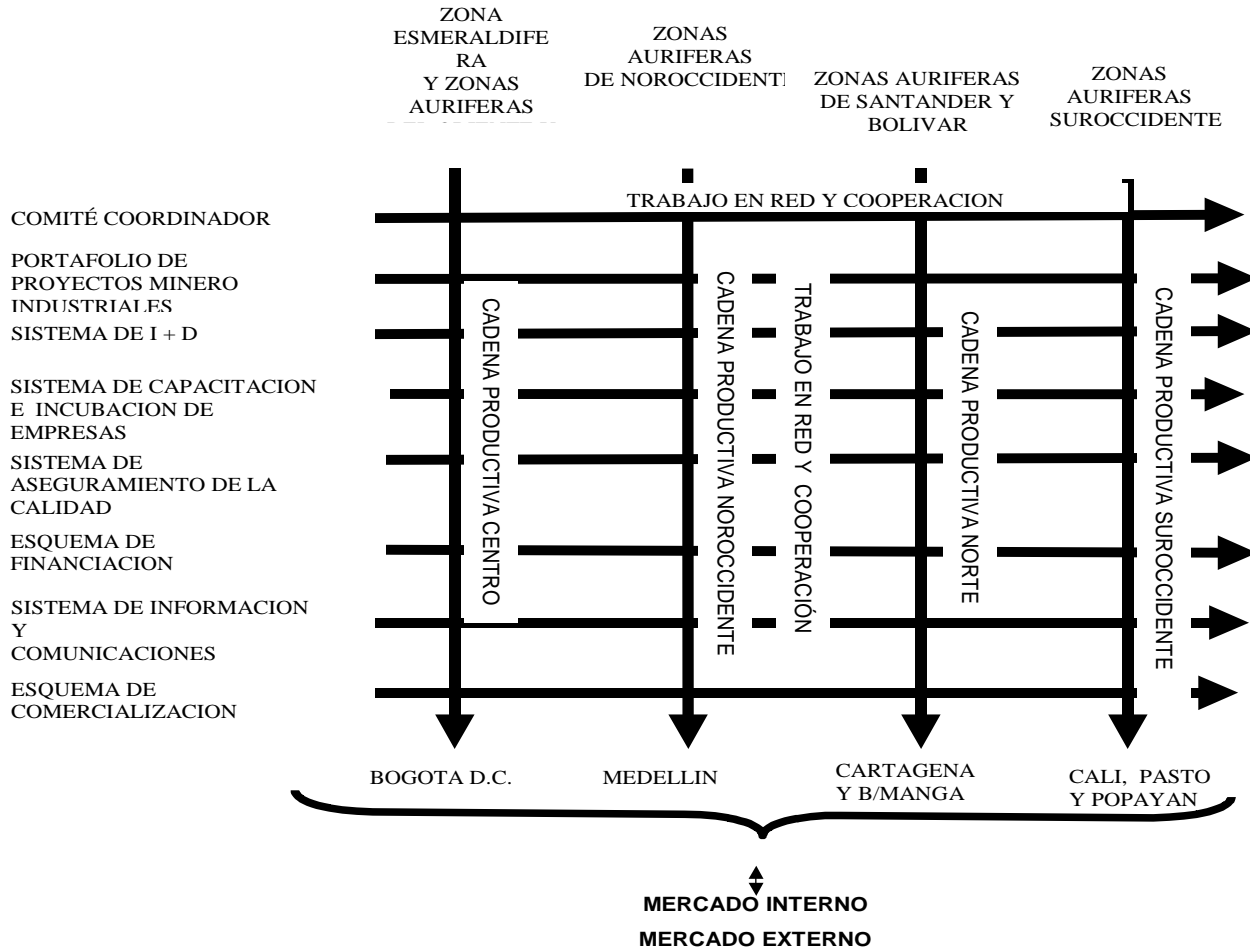 ZONA
ESMERALDIFE
RA
Y ZONAS
AURIFERAS
ZONAS
AURIFERAS
DE NOROCCIDENTE
ZONAS AURIFERAS
DE SANTANDER Y
BOLIVAR
ZONAS
AURIFERAS
SUROCCIDENTE
TRABAJO EN RED Y COOPERACION
COMITÉ COORDINADOR
PORTAFOLIO DE
PROYECTOS MINERO
INDUSTRIALES
SISTEMA DE I + D
SISTEMA DE CAPACITACION
E INCUBACION DE
EMPRESAS
SISTEMA DE
ASEGURAMIENTO DE LA
CALIDAD
ESQUEMA DE
FINANCIACION
SISTEMA DE INFORMACION
Y
COMUNICACIONES
ESQUEMA DE
COMERCIALIZACION
CADENA PRODUCTIVA CENTRO
CADENA PRODUCTIVA NOROCCIDENTE
TRABAJO EN RED Y COOPERACIÓN
CADENA PRODUCTIVA NORTE
CADENA PRODUCTIVA SUROCCIDENTE
BOGOTA D.C.
MEDELLIN
CARTAGENA
Y B/MANGA
CALI, PASTO
Y POPAYAN
MERCADO INTERNO
MERCADO EXTERNO